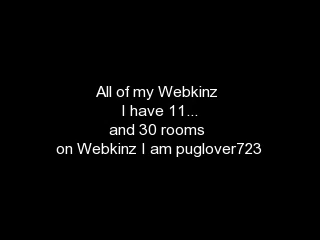 All of my Webkinz
I have 11...
and 30 rooms
on Webkinz I am puglover723